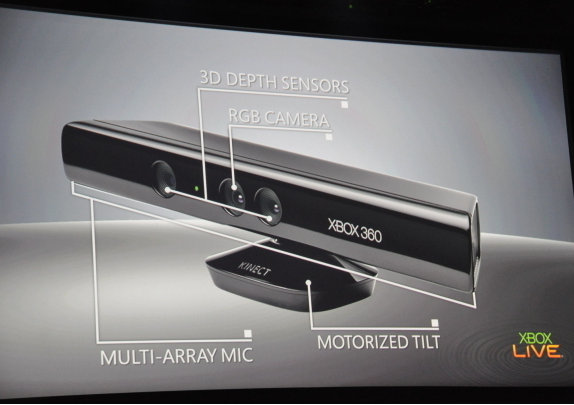 3D DEPTH SENSORS
RGB CAMERA
XBOX 360
KINECT
MULTI-ARRAY MIC
MOTORIZED TILT
XBOX
LIVE